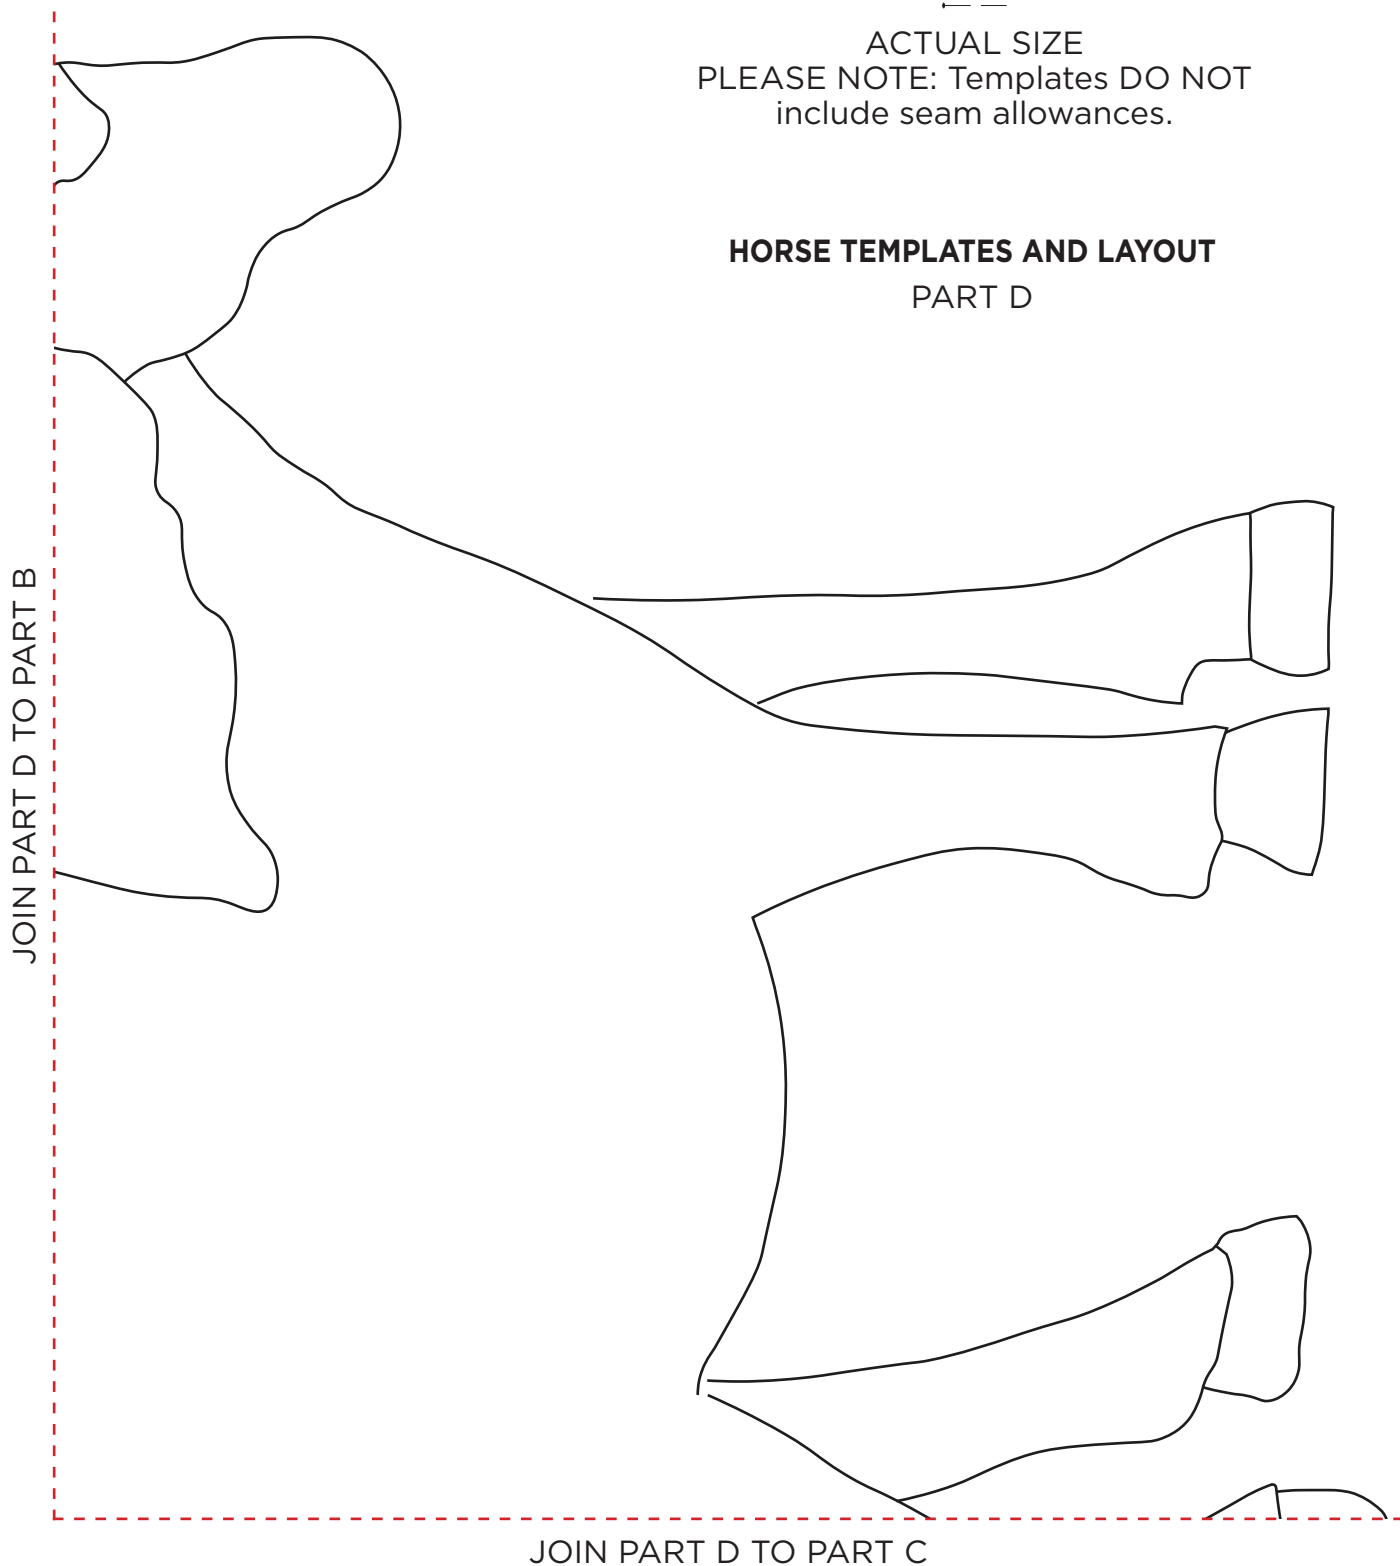 ACTUAL SIZE
PLEASE NOTE: Templates DO NOT
include seam allowances.
HORSE TEMPLATES AND LAYOUT
PART D
JOIN PART D TO PART B
JOIN PART D TO PART C